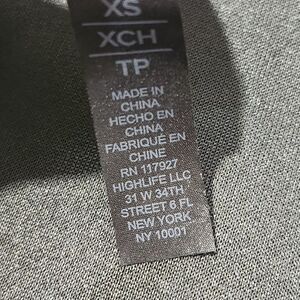 XS
XCH
TP
MADE IN
CHINA
HECHO EN
CHINA
FABRIQUÉ EN
CHINE
RN 117927
HIGHLIFE LLC
31 W 34TH
STREET 6 FL
NEW YORK
NY 10001